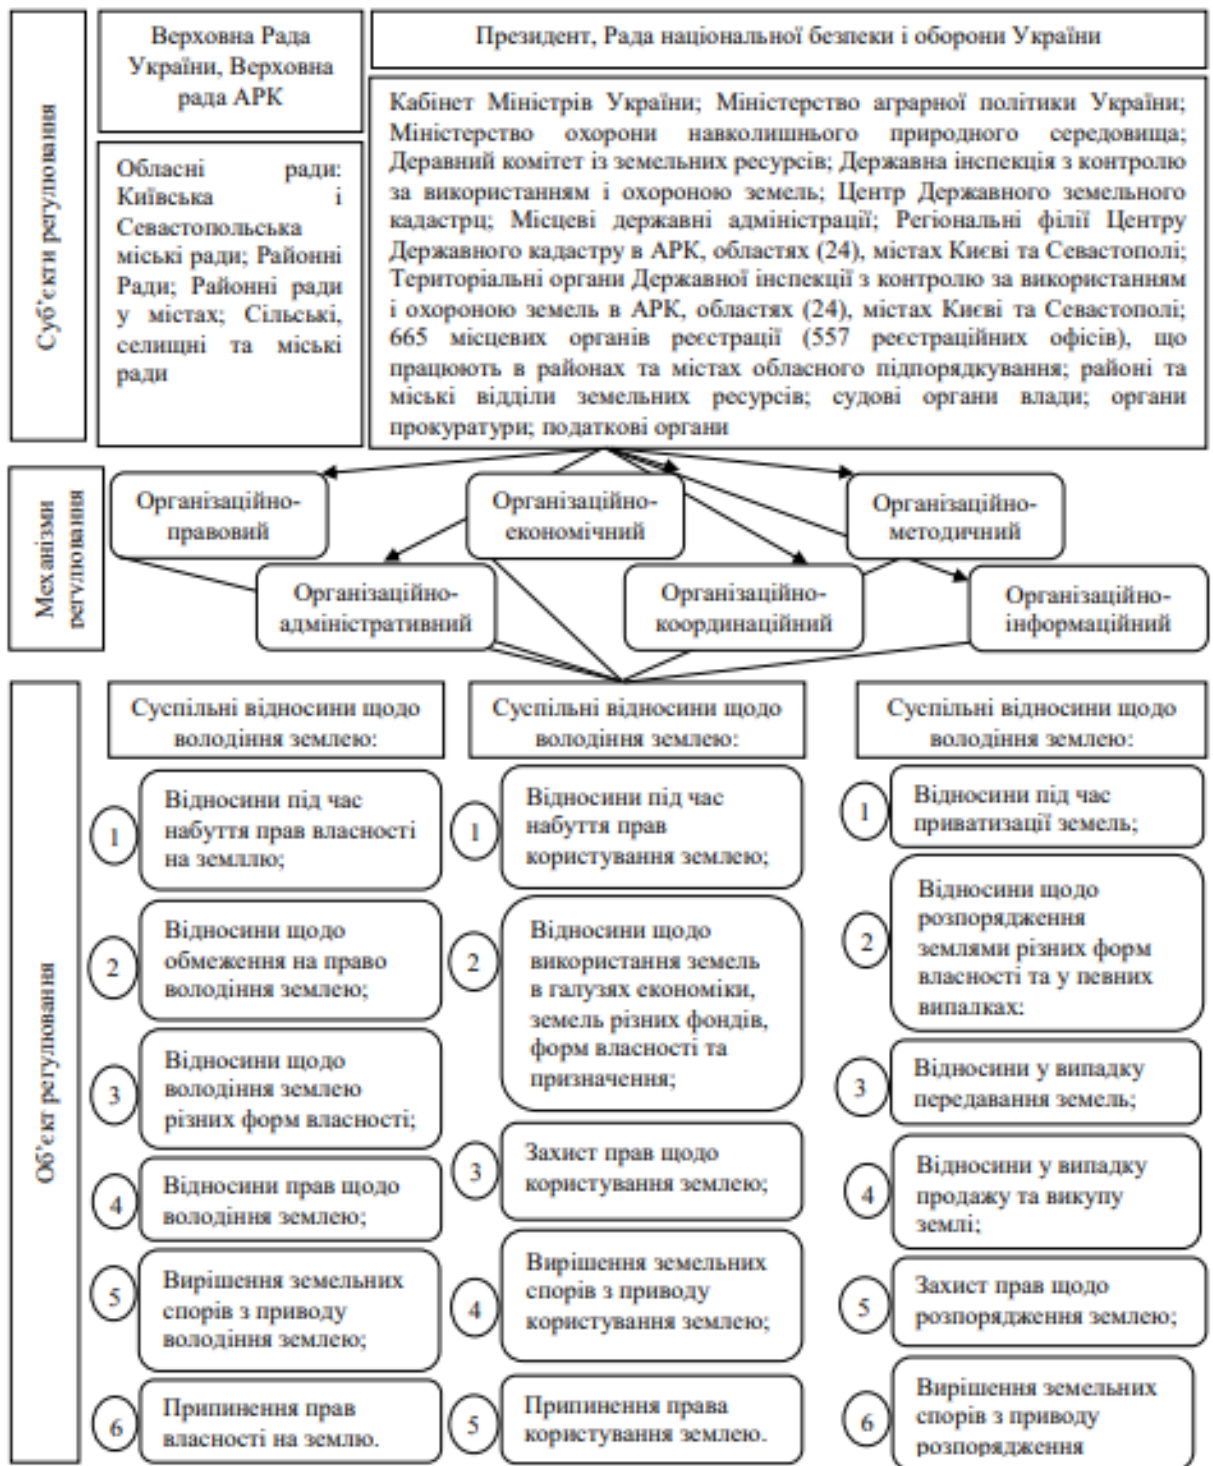 Суб’єкти регулювання
Верховна Рада
України, Верховна
рада АРК
Президент, Рада національної безпеки і оборони України
Обласні ради:
Київська і
Севастопольська
міські ради; Районні
Ради; Районні ради
у містах; Сільські,
селищні та міські
ради
Кабінет Міністрів України; Міністерство аграрної політики України;
Міністерство охорони навколишнього природного середовища;
Деравний комітет із земельних ресурсів; Державна інспекція з контролю
за використанням і охороною земель; Центр Державного земельного
кадастрц; Місцеві державні адміністрації; Регіональні філії Центру
Державного кадастру в АРК, областях (24), містах Києві та Севастополі;
Територіальні органи Державної інспекції з контролю за використанням
і охороною земель в АРК, областях (24), містах Києві та Севастополі;
665 місцевих органів реєстрації (557 реєстраційних офісів), що
працюють в районах та містах обласного підпорядкування; районі та
міські відділи земельних ресурсів; судові органи влади; органи
прокуратури; податкові органи
Механізми
регулювання
Організаційно-
правовий
Організаційно-
економічний
Організаційно-
методичний
Організаційно-
адміністративний
Організаційно-
координаційний
Організаційно-
інформаційний
Об’єкт регулювання
Суспільні відносини щодо
володіння землею:
1
Відносини під час
набуття прав власності
на земллю;
2
Відносини щодо
обмеження на право
володіння землею;
3
Відносини щодо
володіння землею
різних форм власності;
4
Відносини прав щодо
володіння землею;
5
Вирішення земельних
спорів з приводу
володіння землею;
6
Припинення прав
власності на землю.
Суспільні відносини щодо
володіння землею:
1
Відносини під час
набуття прав
користування землею;
2
Відносини щодо
використання земель
в галузях економіки,
земель різних фондів,
форм власності та
призначення;
3
Захист прав щодо
користування землею;
4
Вирішення земельних
спорів з приводу
користування землею;
5
Припинення права
користування землею.
Суспільні відносини щодо
володіння землею:
1
Відносини під час
приватизації земель;
2
Відносини щодо
розпорядження
землями різних форм
власності та у певних
випалках:
3
Відносини у випадку
передавання земель;
4
Відносини у випадку
продажу та викупу
землі;
5
Захист прав щодо
розпорядження землею;
6
Вирішення земельних
спорів з приводу
розпорядження